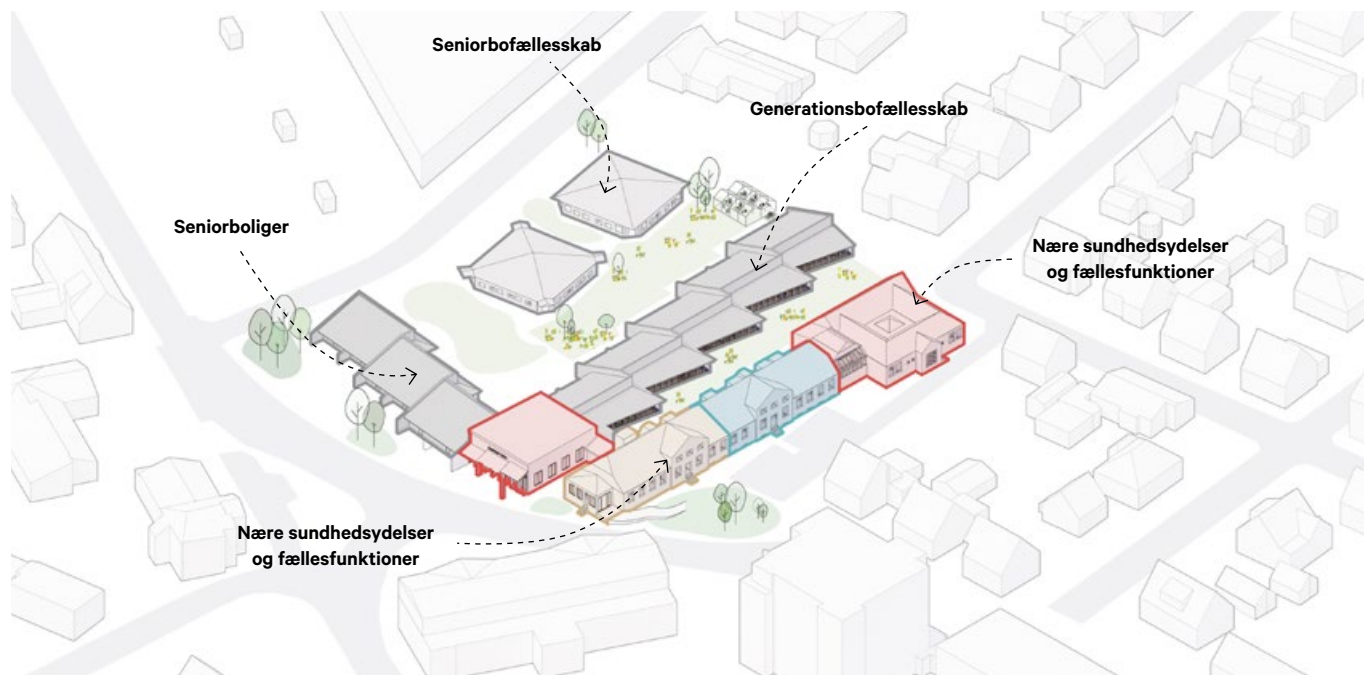 Seniorbofællesskab
Generationsbofællesskab
Seniorboliger
Nære sundhedsydelser
og fællesfunktioner
Nære sundhedsydelser
og fællesfunktioner